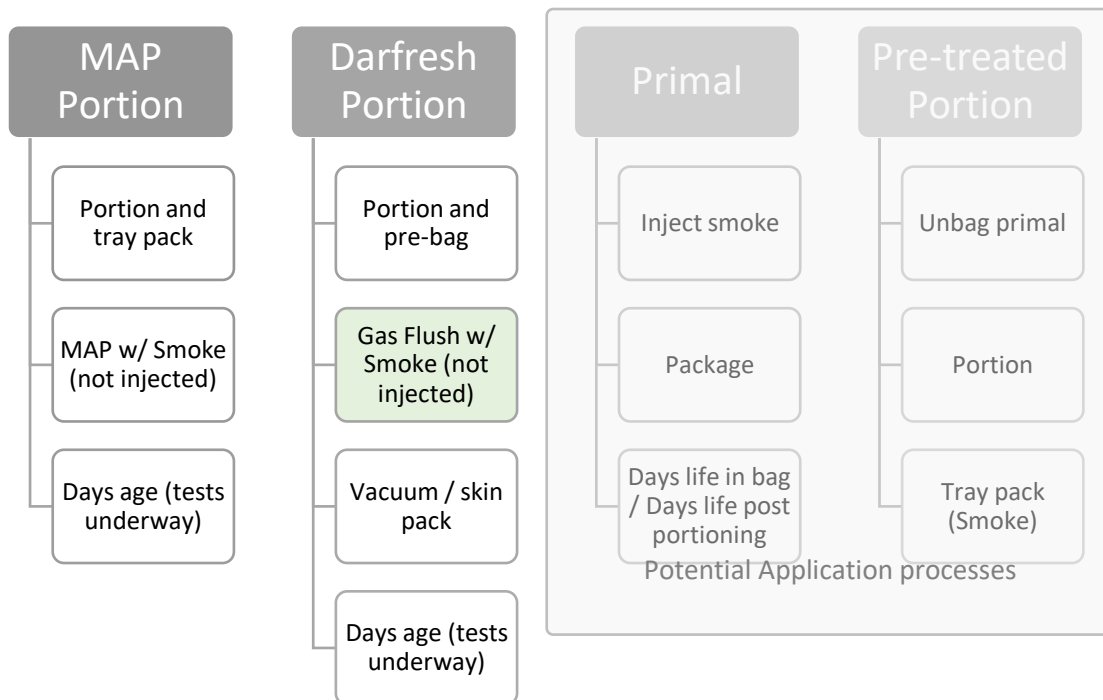 MAP
Portion
Portion and
tray pack
MAP w/ Smoke
(not injected)
Days age (tests
underway)
Darfresh
Portion
Portion and
pre-bag
Gas Flush w/
Smoke (not
injected)
Vacuum / skin
pack
Days age (tests
underway)
Primal
Inject smoke
Package
Days life in bag
/ Days life post
portioning
Pre-treated
Portion
Unbag primal
Portion
Tray pack
(Smoke)
Potential Application processes